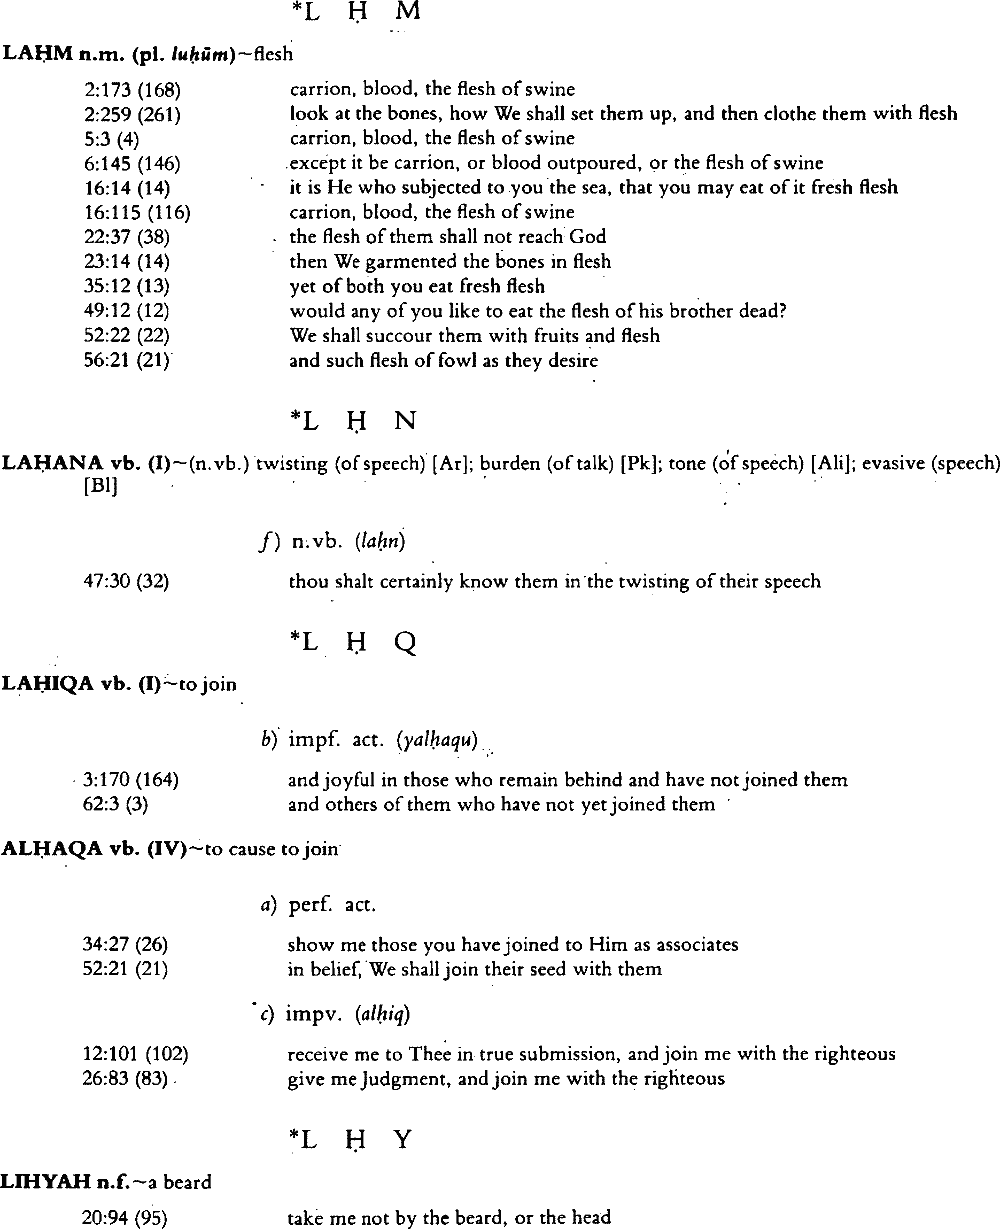 *L Ḥ M
LAḤM n.m. (pl. luḥūm)~flesh
2:173 (168) carrion, blood, the flesh of swine
2:259 (261) look at the bones, how We shall set them up, and then clothe them with flesh
5:3 (4) carrion, blood, the flesh of swine
6:145 (146) except it be carrion, or blood outpoured, or the flesh of swine
16:14 (14) it is He who subjected to you the sea, that you may eat of it fresh flesh
16:115 (116) carrion, blood, the flesh of swine
22:37 (38) the flesh of them shall not reach God
23:14 (14) then We garmented the bones in flesh
35:12 (13) yet of both you eat fresh flesh
49:12 (12) would any of you like to eat the flesh of his brother dead?
52:22 (22) We shall succour them with fruits and flesh
56:21 (21) and such flesh of fowl as they desire
*L Ḥ N
LAḤANA vb. (I)~(n.vb.) twisting (of speech) [Ar]; burden (of talk) [Pk]; tone (of speech) [Ali]; evasive (speech)
[Bl]
f) n.vb. (laḥn)
47:30 (32) thou shalt certainly know them in the twisting of their speech
*L Ḥ Q
LAḤIQA vb. (I)~to join
b) impf. act. (yalḥaqu)
3:170 (164) and joyful in those who remain behind and have not joined them
62:3 (3) and others of them who have not yet joined them
ALḤAQA vb. (IV)~to cause to join
a) perf. act.
34:27 (26) show me those you have joined to Him as associates
52:21 (21) in belief, We shall join their seed with them
c) impv. (alḥiq)
12:101 (102) receive me to Thee in true submission, and join me with the righteous
26:83 (83) give me Judgment, and join me with the righteous
*L Ḥ Y
LIḤYAH n.f.~a beard
20:94 (95) take me not by the beard, or the head